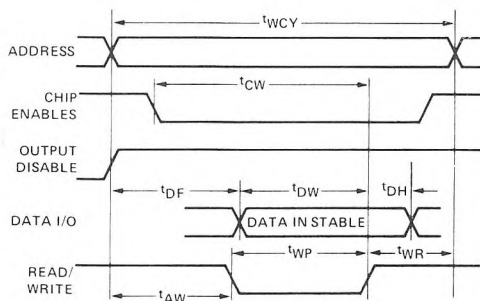 tWCY
ADDRESS
tCW
CHIP
ENABLES
OUTPUT
DISABLE
tDF
tDW
tDH
DATA I/O
DATA IN STABLE
tWP
tWR
READ/
WRITE
tAW